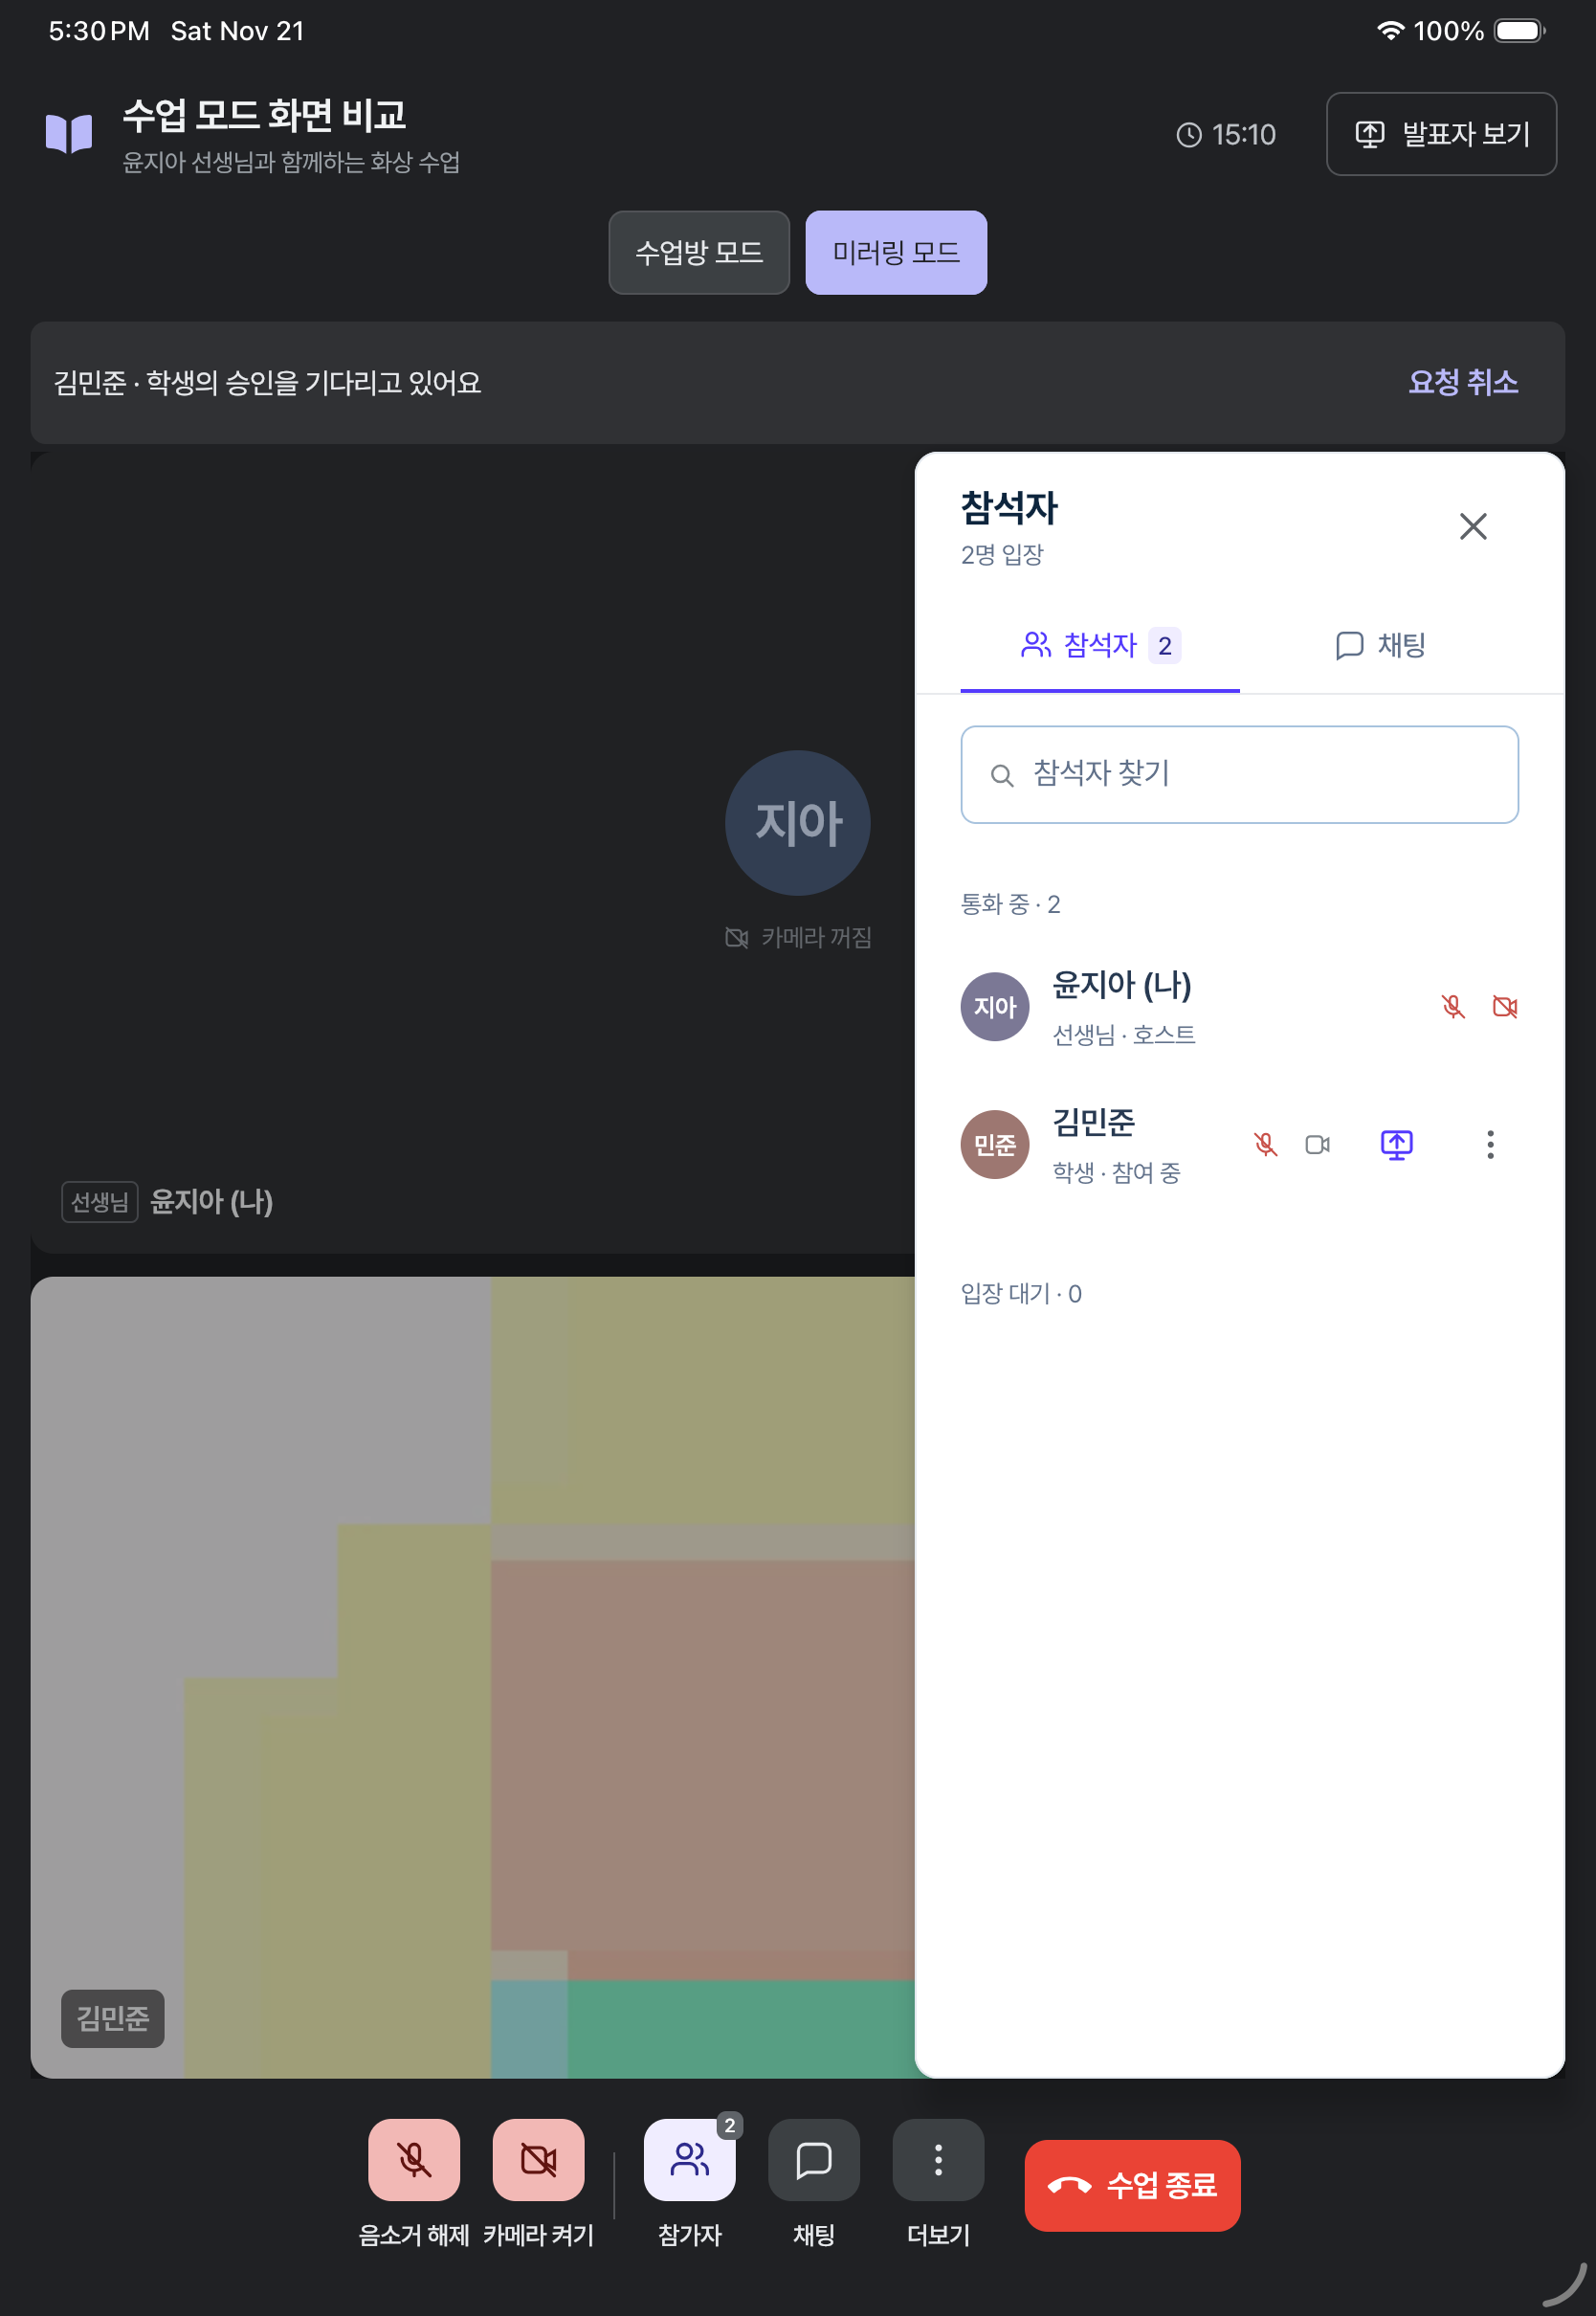 5:30 PM Sat Nov 21
100%
수업 모드 화면 비교
윤지아 선생님과 함께하는 화상 수업
15:10
발표자 보기
수업방 모드
미러링 모드
김민준 · 학생의 승인을 기다리고 있어요
요청 취소
지아
카메라 꺼짐
선생님 윤지아 (나)
김민준
참석자
2명 입장
참석자 2
채팅
참석자 찾기
통화 중 · 2
지아
윤지아 (나)
선생님 · 호스트
민준
김민준
학생 · 참여 중
입장 대기 · 0
음소거 해제
카메라 켜기
2
참가자
채팅
더보기
수업 종료